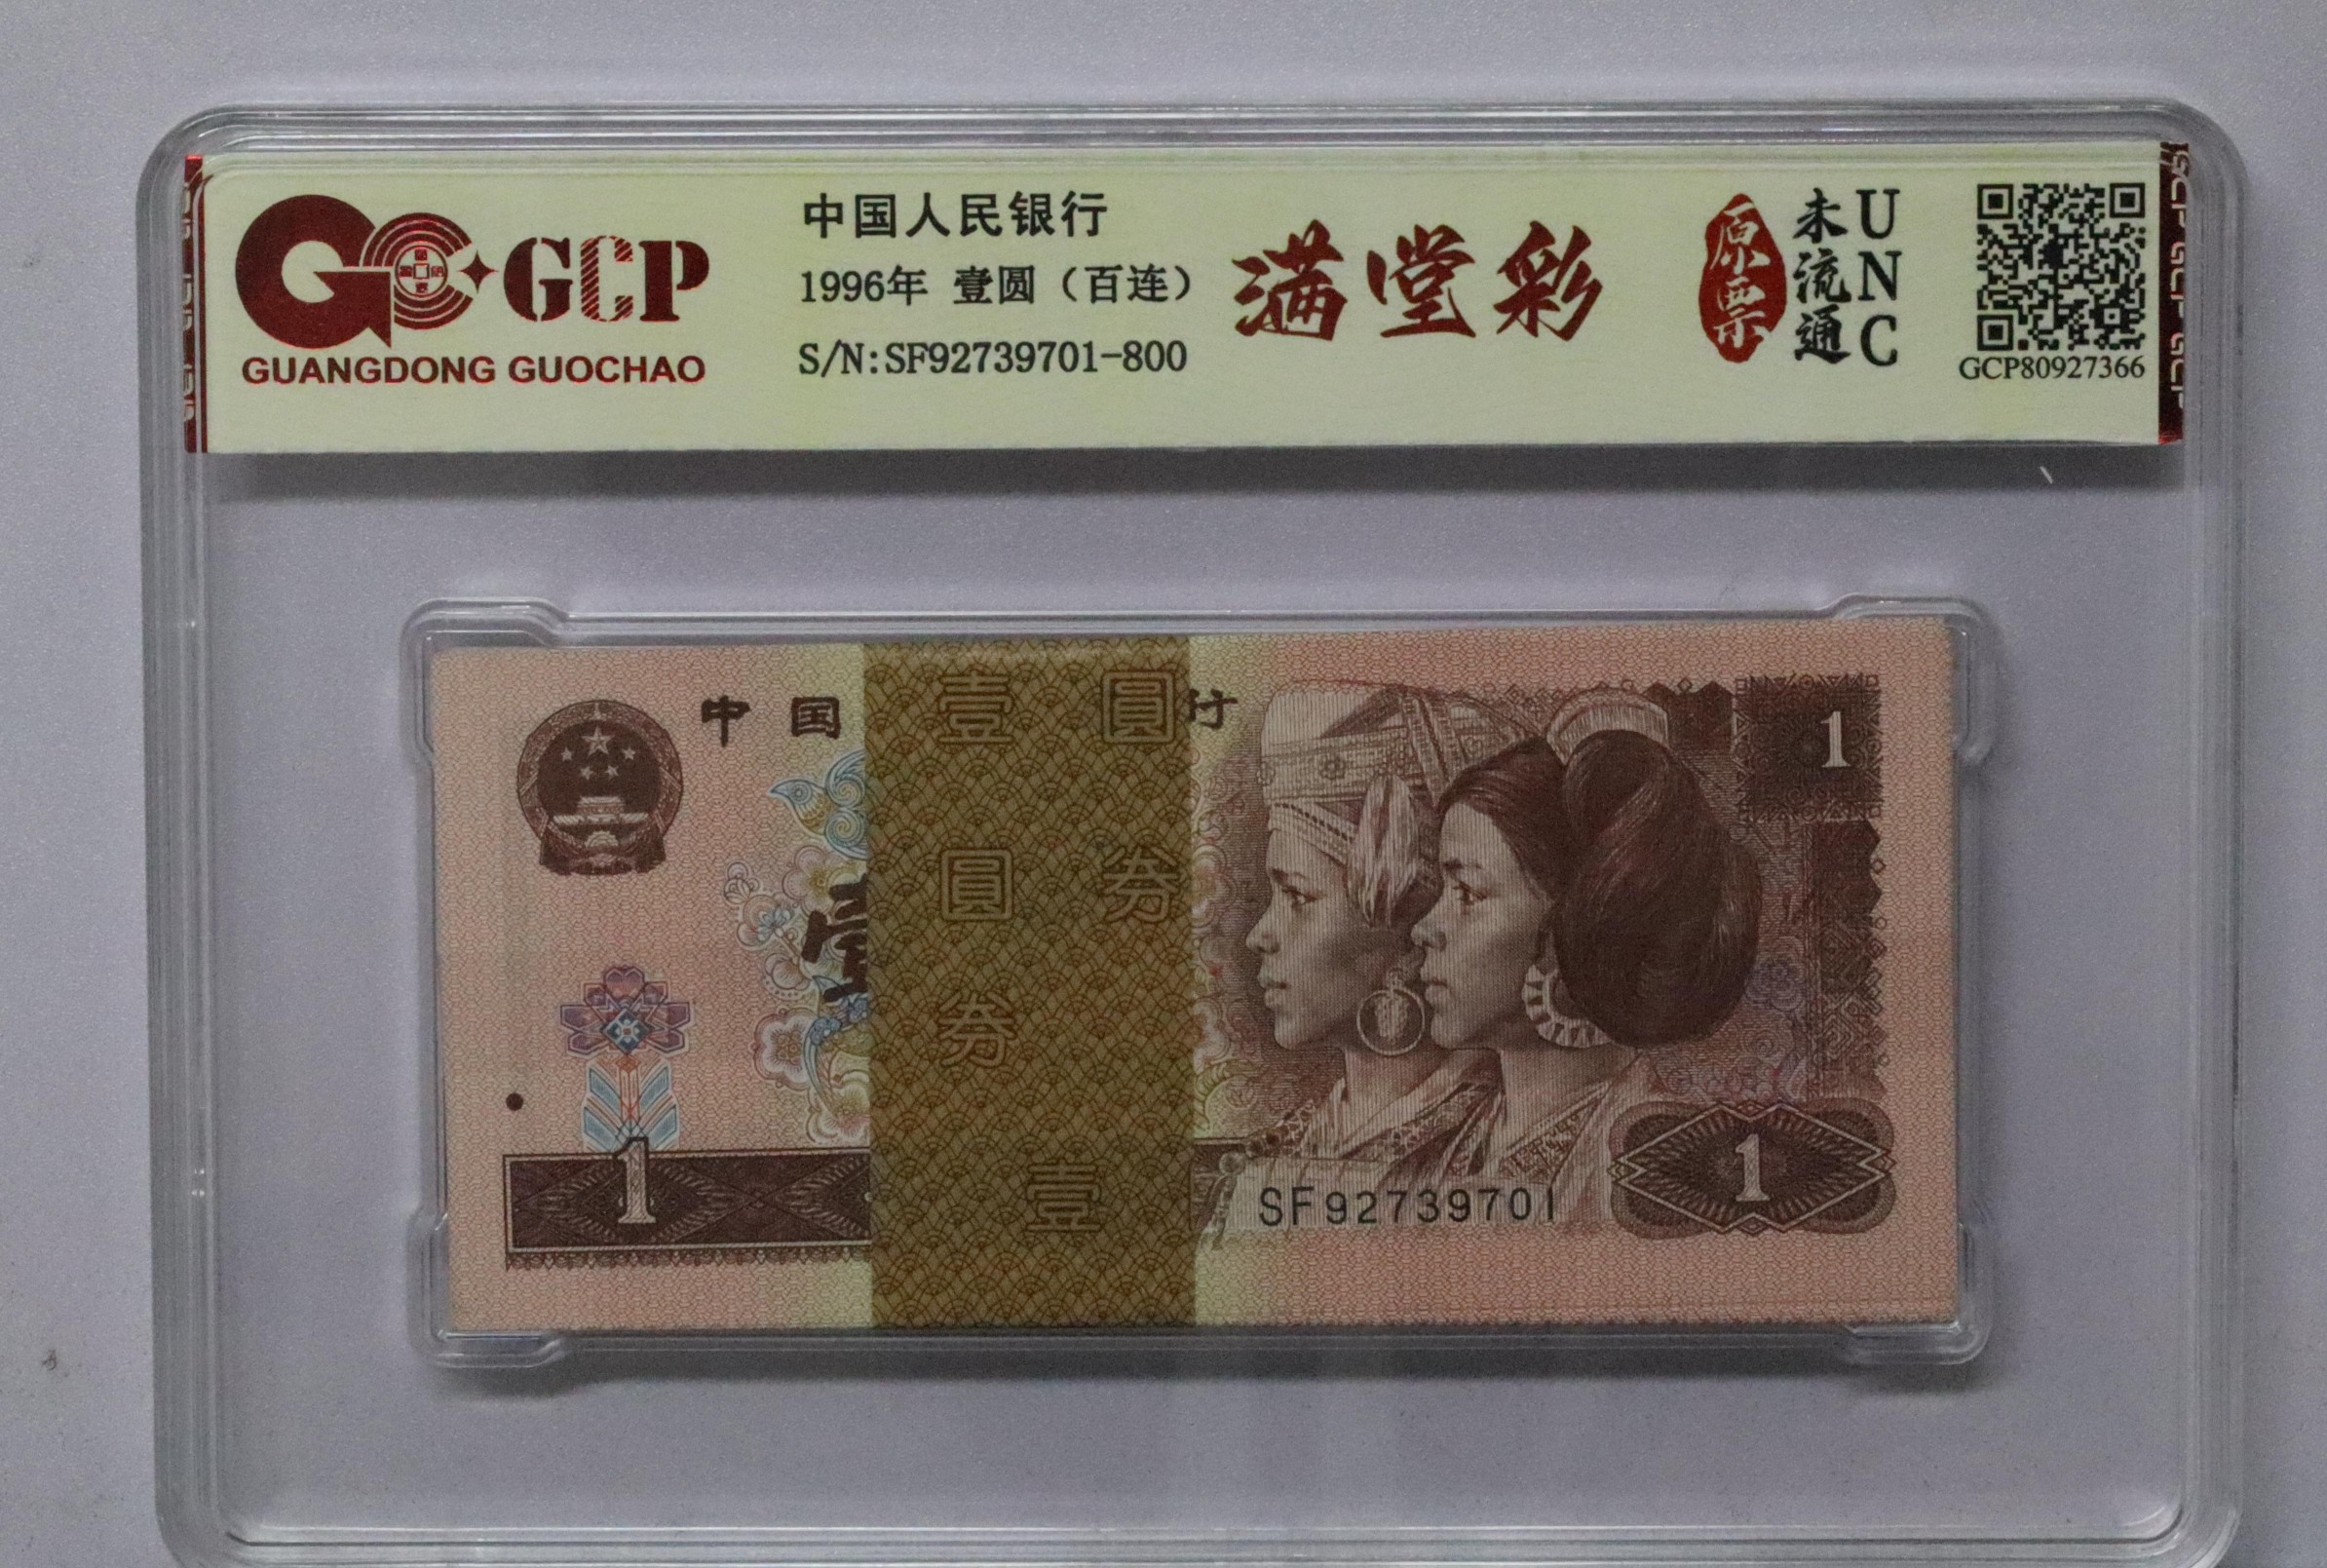 GCP
GUANGDONG GUOCHAO
中国人民银行
1996年 壹圆（百连）
S/N:SF92739701-800
满堂彩
原票
未流通
UNC
GCP80927366
中国
行
壹圆券
圆券
壹
1
壹
1
SF92739701
1